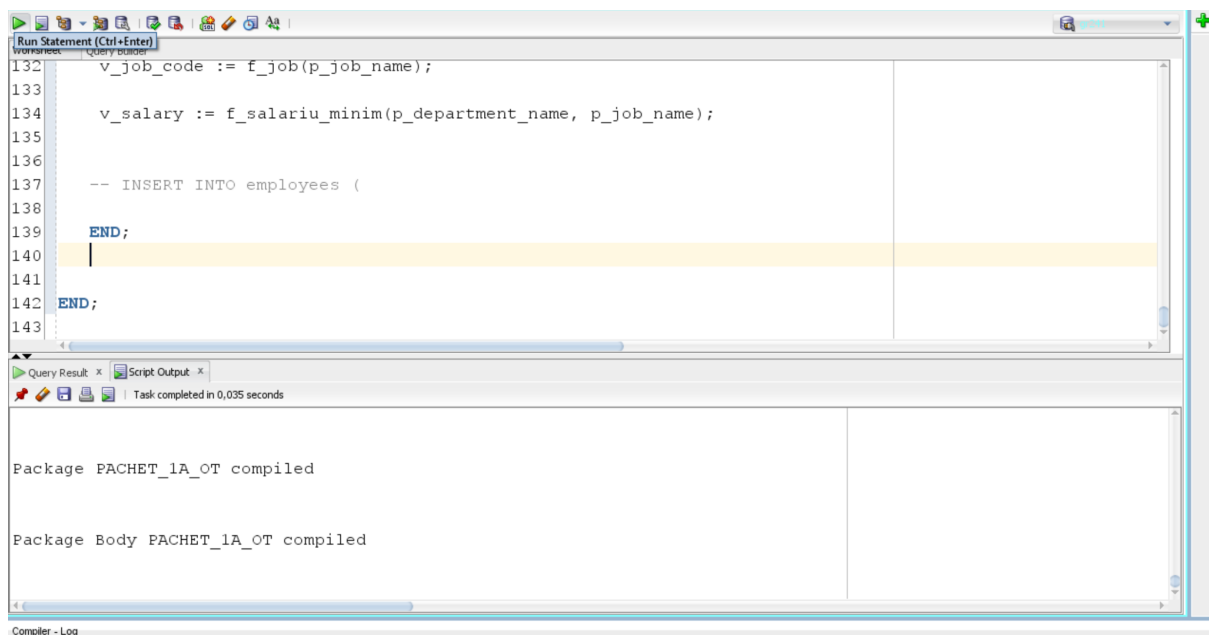 Run Statement (Ctrl+Enter)
Worksheet Query Builder
132 v_job_code := f_job(p_job_name);
133
134 v_salary := f_salariu_minim(p_department_name, p_job_name);
135
136
137 -- INSERT INTO employees (
138
139 END;
140
141
142 END;
143
Query Result x Script Output x
Task completed in 0,035 seconds
Package PACHET_1A_OT compiled
Package Body PACHET_1A_OT compiled
Compiler - Log